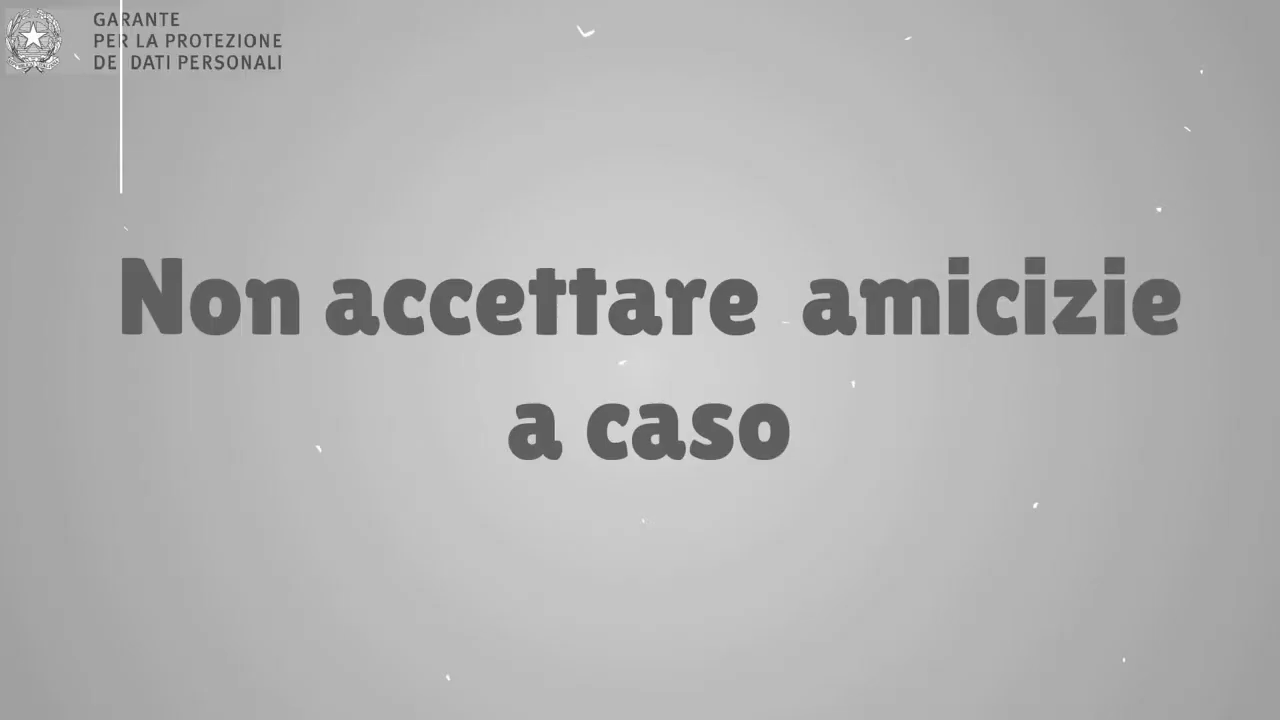 GARANTE
PER LA PROTEZIONE
DEI DATI PERSONALI
Non accettare amicizie
a caso